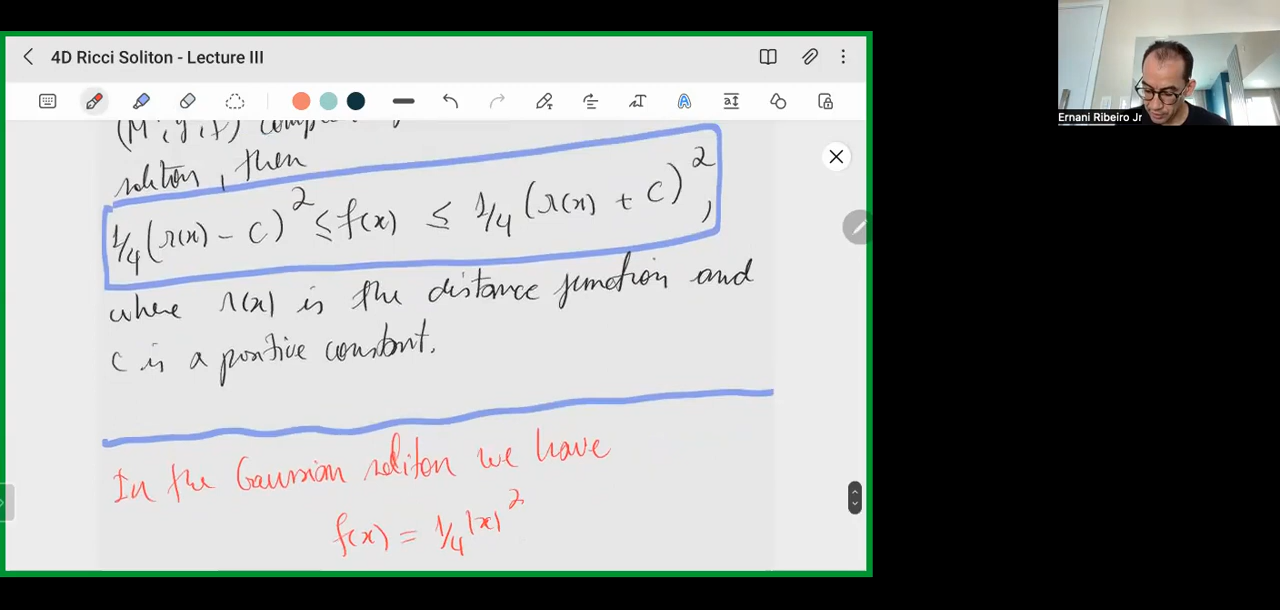 4D Ricci Soliton - Lecture III
Ernani Ribeiro Jr
soliton, then
1/4 (r(x) - c)^2 ≤ f(x) ≤ 1/4 (r(x) + c)^2,
where r(x) is the distance function and
c is a positive constant.
In the Gaussian soliton we have
f(x) = 1/4 |x|^2